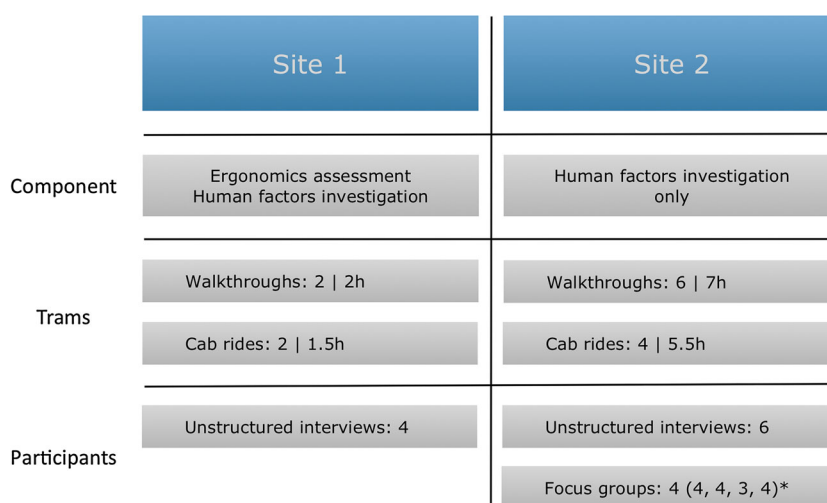 Site 1
Site 2
Component
Ergonomics assessment
Human factors investigation
Human factors investigation
only
Trams
Walkthroughs: 2 | 2h
Walkthroughs: 6 | 7h
Cab rides: 2 | 1.5h
Cab rides: 4 | 5.5h
Participants
Unstructured interviews: 4
Unstructured interviews: 6
Focus groups: 4 (4, 4, 3, 4)*